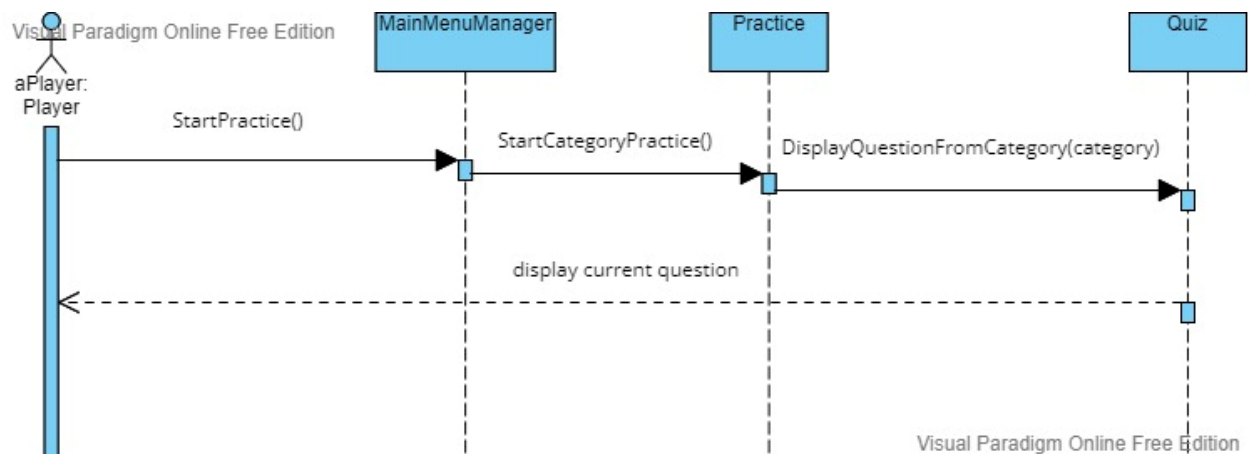 Visual Paradigm Online Free Edition
aPlayer:
Player
MainMenuManager
Practice
Quiz
StartPractice()
StartCategoryPractice()
DisplayQuestionFromCategory(category)
display current question
Visual Paradigm Online Free Edition